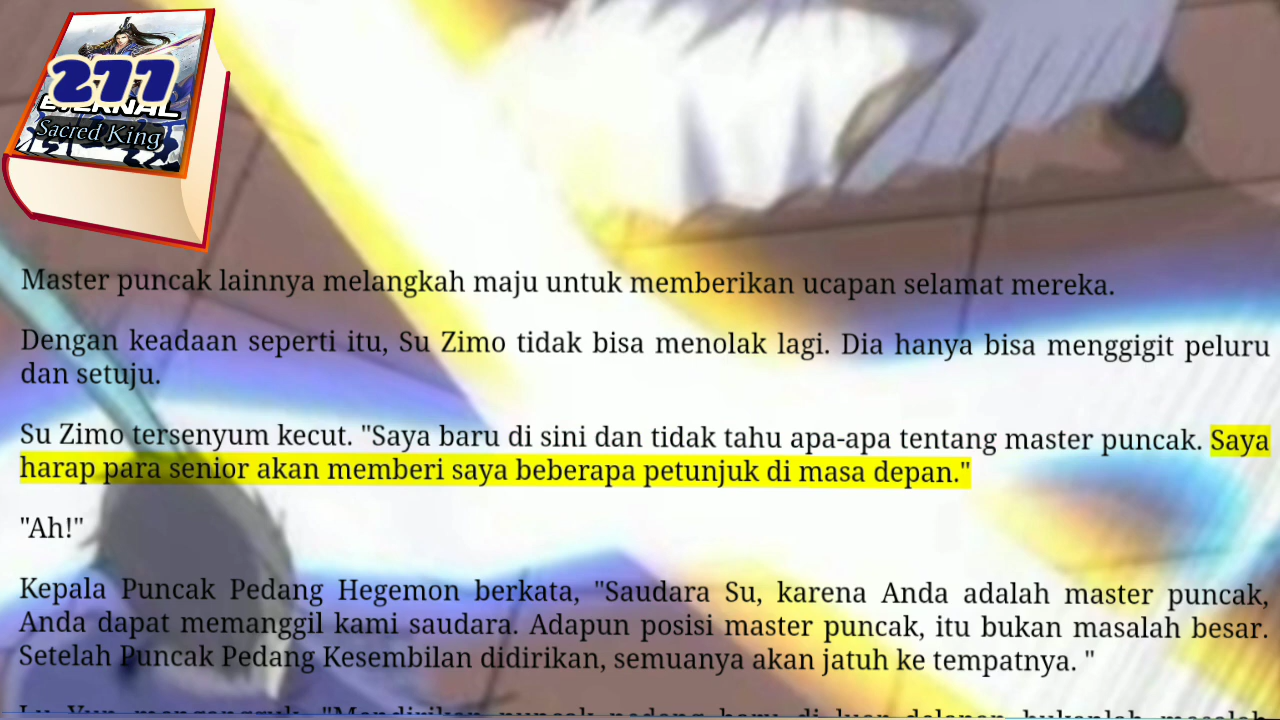 277
ETERNAL
Sacred King
Master puncak lainnya melangkah maju untuk memberikan ucapan selamat mereka.
Dengan keadaan seperti itu, Su Zimo tidak bisa menolak lagi. Dia hanya bisa menggigit peluru
dan setuju.
Su Zimo tersenyum kecut. "Saya baru di sini dan tidak tahu apa-apa tentang master puncak. Saya
harap para senior akan memberi saya beberapa petunjuk di masa depan."
"Ah!"
Kepala Puncak Pedang Hegemon berkata, "Saudara Su, karena Anda adalah master puncak,
Anda dapat memanggil kami saudara. Adapun posisi master puncak, itu bukan masalah besar.
Setelah Puncak Pedang Kesembilan didirikan, semuanya akan jatuh ke tempatnya. "